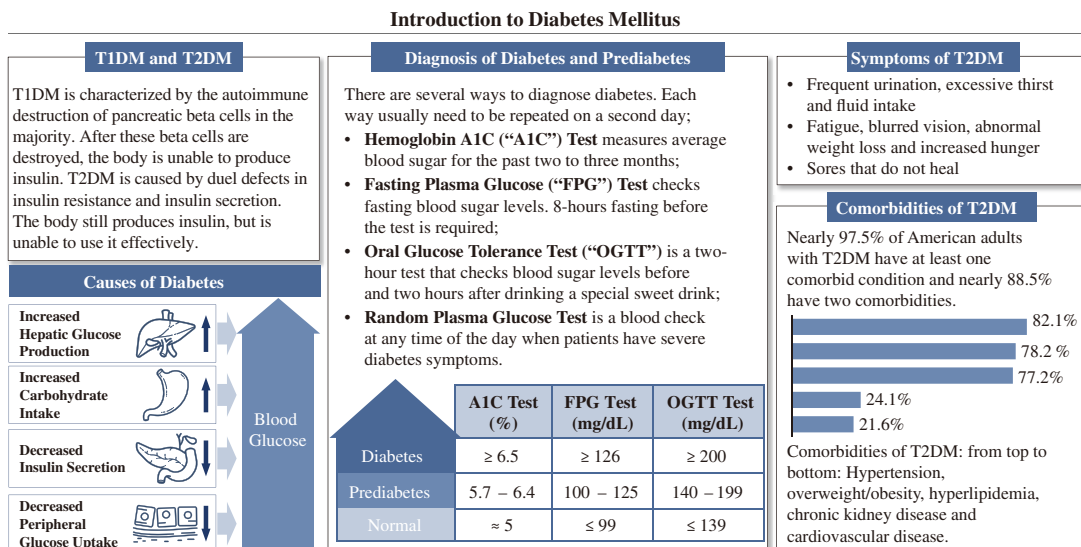 Introduction to Diabetes Mellitus
T1DM and T2DM
T1DM is characterized by the autoimmune
destruction of pancreatic beta cells in the
majority. After these beta cells are
destroyed, the body is unable to produce
insulin. T2DM is caused by duel defects in
insulin resistance and insulin secretion.
The body still produces insulin, but is
unable to use it effectively.
Causes of Diabetes
Increased
Hepatic Glucose
Production
Increased
Carbohydrate
Intake
Decreased
Insulin Secretion
Decreased
Peripheral
Glucose Uptake
Blood
Glucose
Diagnosis of Diabetes and Prediabetes
There are several ways to diagnose diabetes. Each
way usually need to be repeated on a second day;
• Hemoglobin A1C (“A1C”) Test measures average
blood sugar for the past two to three months;
• Fasting Plasma Glucose (“FPG”) Test checks
fasting blood sugar levels. 8-hours fasting before
the test is required;
• Oral Glucose Tolerance Test (“OGTT”) is a two-
hour test that checks blood sugar levels before
and two hours after drinking a special sweet drink;
• Random Plasma Glucose Test is a blood check
at any time of the day when patients have severe
diabetes symptoms.
A1C Test FPG Test OGTT Test
(%) (mg/dL) (mg/dL)
Diabetes ≥ 6.5 ≥ 126 ≥ 200
Prediabetes 5.7 – 6.4 100 – 125 140 –199
Normal ≈ 5 ≤ 99 ≤ 139
Symptoms of T2DM
• Frequent urination, excessive thirst
and fluid intake
• Fatigue, blurred vision, abnormal
weight loss and increased hunger
• Sores that do not heal
Comorbidities of T2DM
Nearly 97.5% of American adults
with T2DM have at least one
comorbid condition and nearly 88.5%
have two comorbidities.
82.1%
78.2 %
77.2%
24.1%
21.6%
Comorbidities of T2DM: from top to
bottom: Hypertension,
overweight/obesity, hyperlipidemia,
chronic kidney disease and
cardiovascular disease.